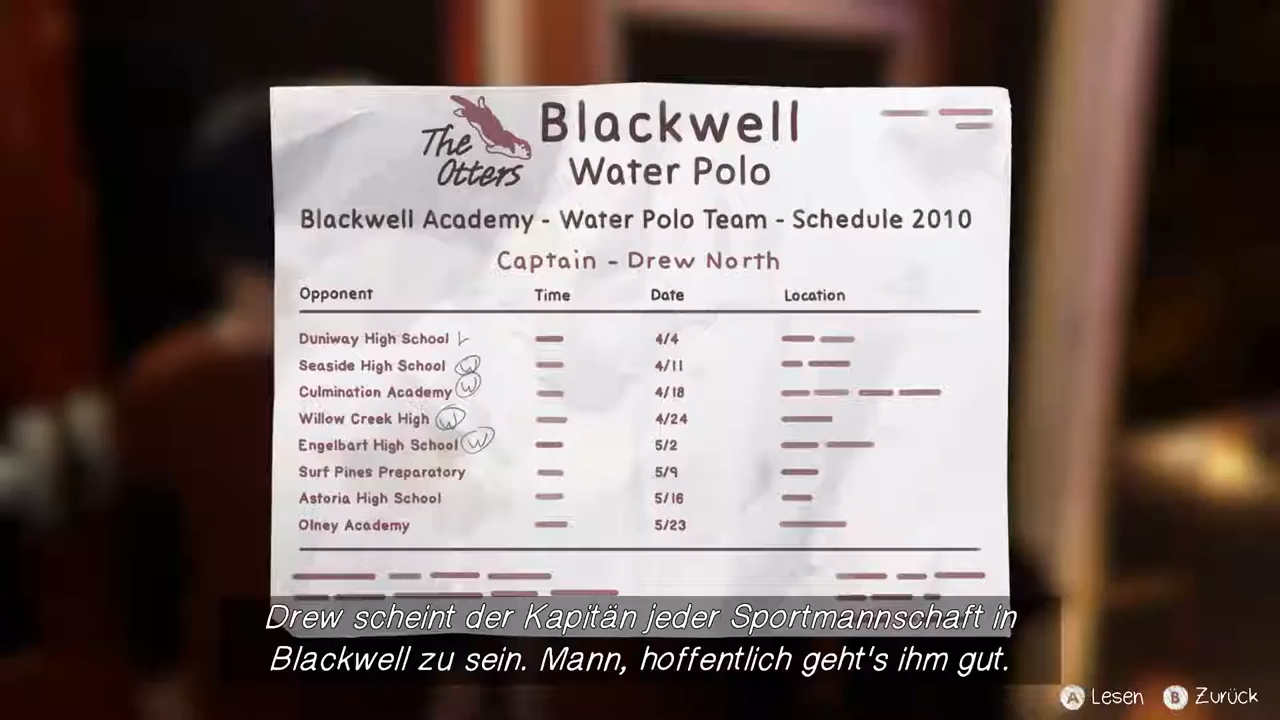 The Otters
Blackwell
Water Polo
Blackwell Academy - Water Polo Team - Schedule 2010
Captain - Drew North
Opponent Time Date Location
Duniway High School L 4/4
Seaside High School W 4/11
Culmination Academy W 4/18
Willow Creek High W 4/24
Engelbart High School W 5/2
Surf Pines Preparatory 5/9
Astoria High School 5/16
Olney Academy 5/23
Drew scheint der Kapitän jeder Sportmannschaft in
Blackwell zu sein. Mann, hoffentlich geht's ihm gut.
A Lesen B Zurück